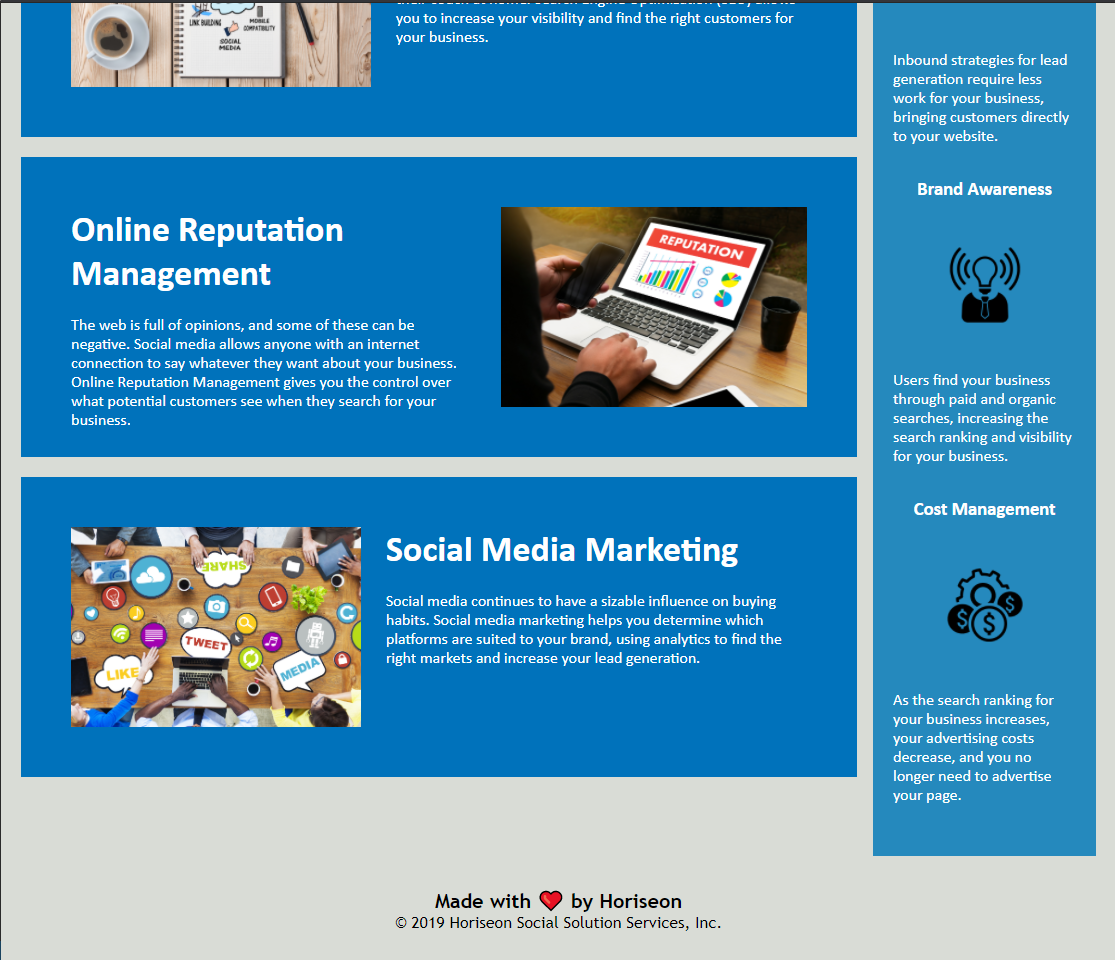 LINK BUILDING
MOBILE
COMPATIBILITY
SOCIAL
MEDIA
you to increase your visibility and find the right customers for
your business.
Online Reputation
Management
The web is full of opinions, and some of these can be
negative. Social media allows anyone with an internet
connection to say whatever they want about your business.
Online Reputation Management gives you the control over
what potential customers see when they search for your
business.
REPUTATION
SHARE
TWEET
LIKE
MEDIA
Social Media Marketing
Social media continues to have a sizable influence on buying
habits. Social media marketing helps you determine which
platforms are suited to your brand, using analytics to find the
right markets and increase your lead generation.
Inbound strategies for lead
generation require less
work for your business,
bringing customers directly
to your website.
Brand Awareness
Users find your business
through paid and organic
searches, increasing the
search ranking and visibility
for your business.
Cost Management
$ $ $
As the search ranking for
your business increases,
your advertising costs
decrease, and you no
longer need to advertise
your page.
Made with ❤ by Horiseon
© 2019 Horiseon Social Solution Services, Inc.